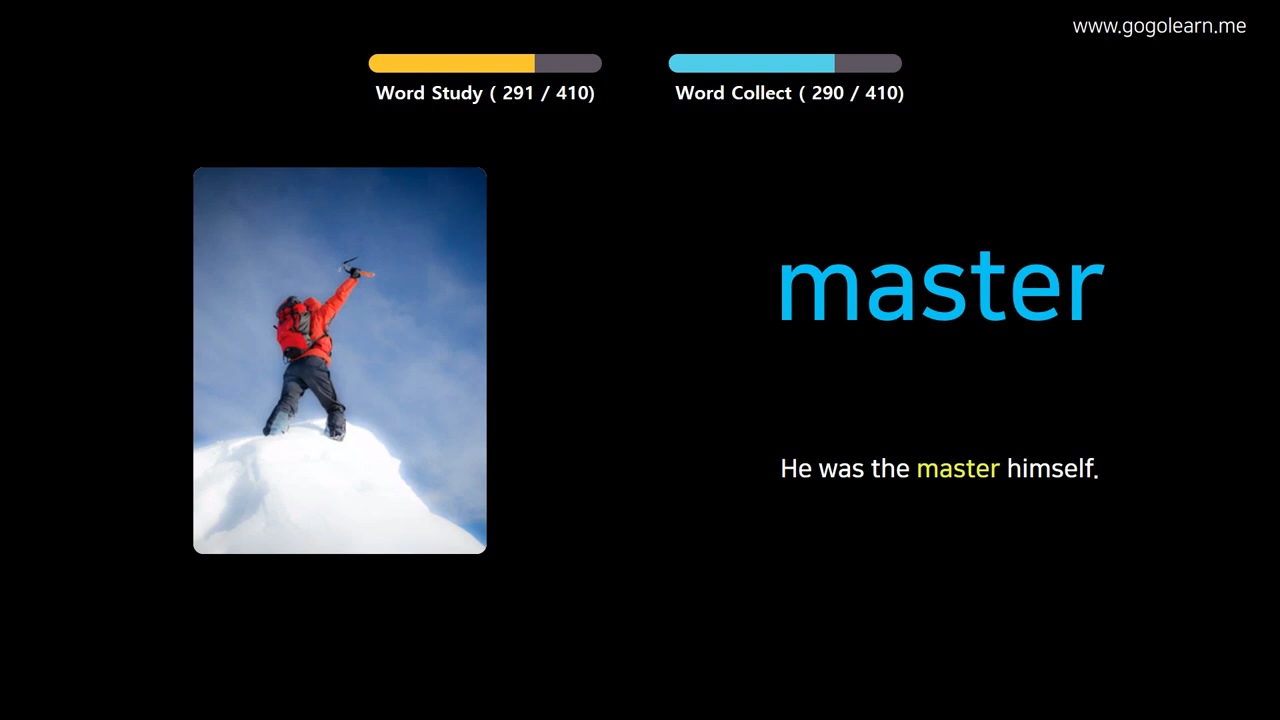 www.gogolearn.me
Word Study ( 291 / 410)
Word Collect ( 290 / 410)
master
He was the master himself.